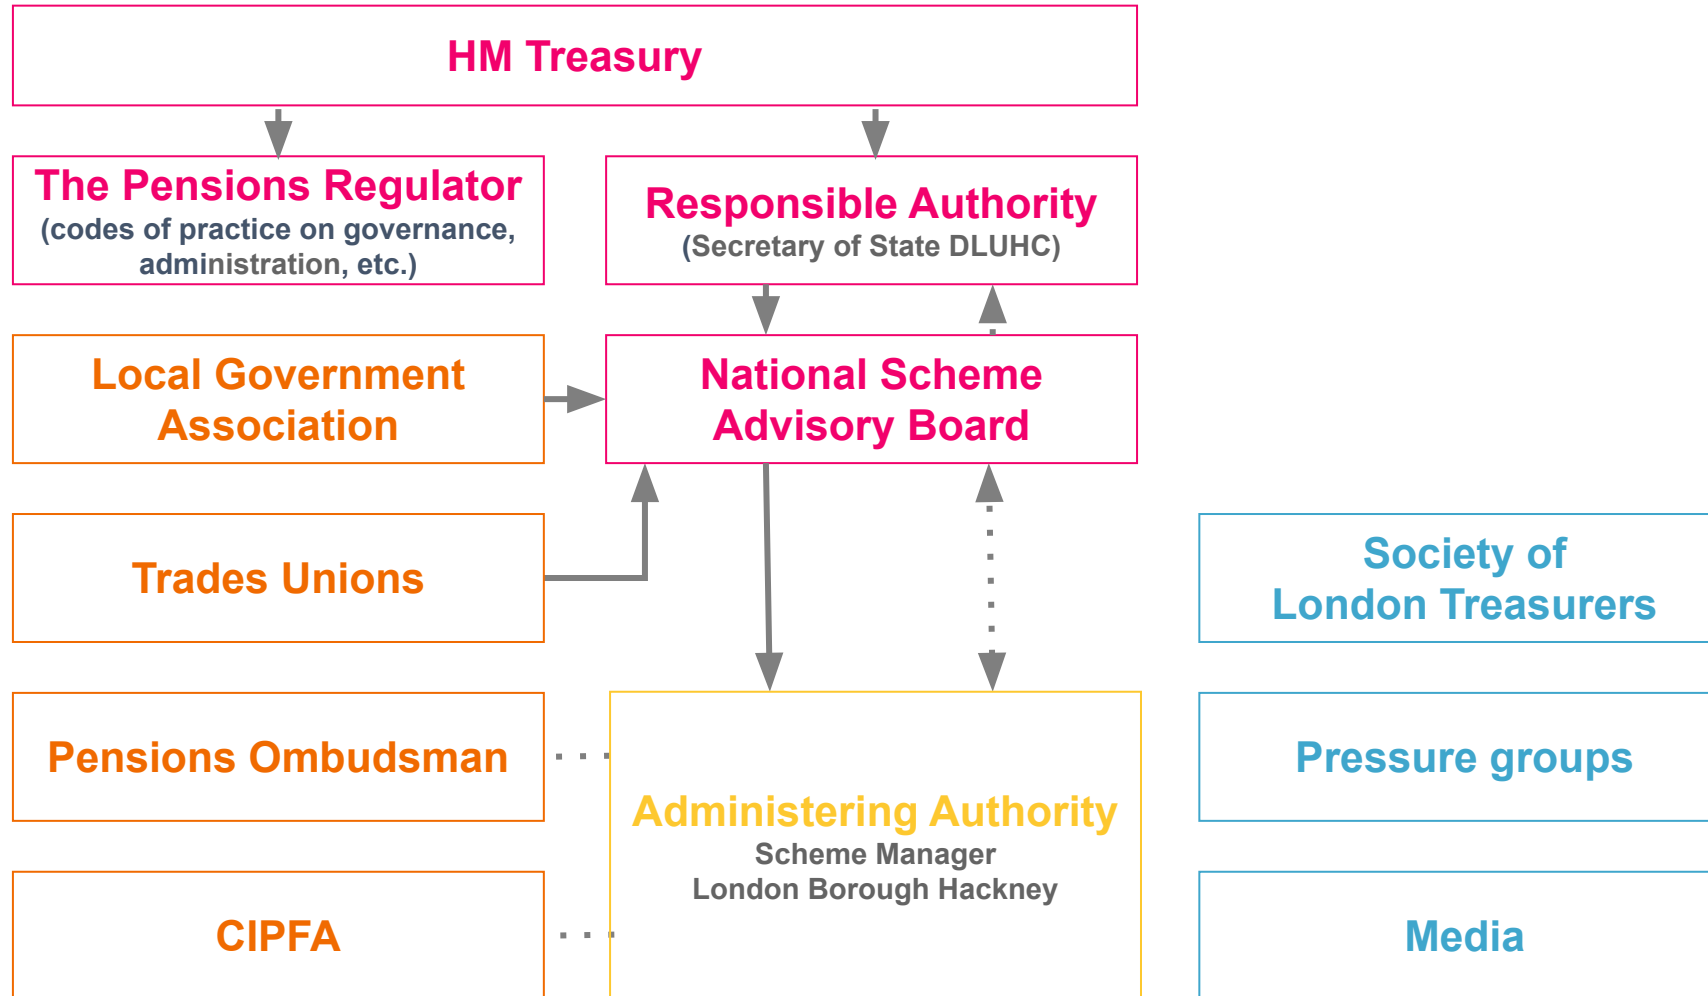 HM Treasury
The Pensions Regulator
(codes of practice on governance,
administration, etc.)
Responsible Authority
(Secretary of State DLUHC)
Local Government
Association
National Scheme
Advisory Board
Trades Unions
Society of
London Treasurers
Pensions Ombudsman
Administering Authority
Scheme Manager
London Borough Hackney
Pressure groups
CIPFA
Media